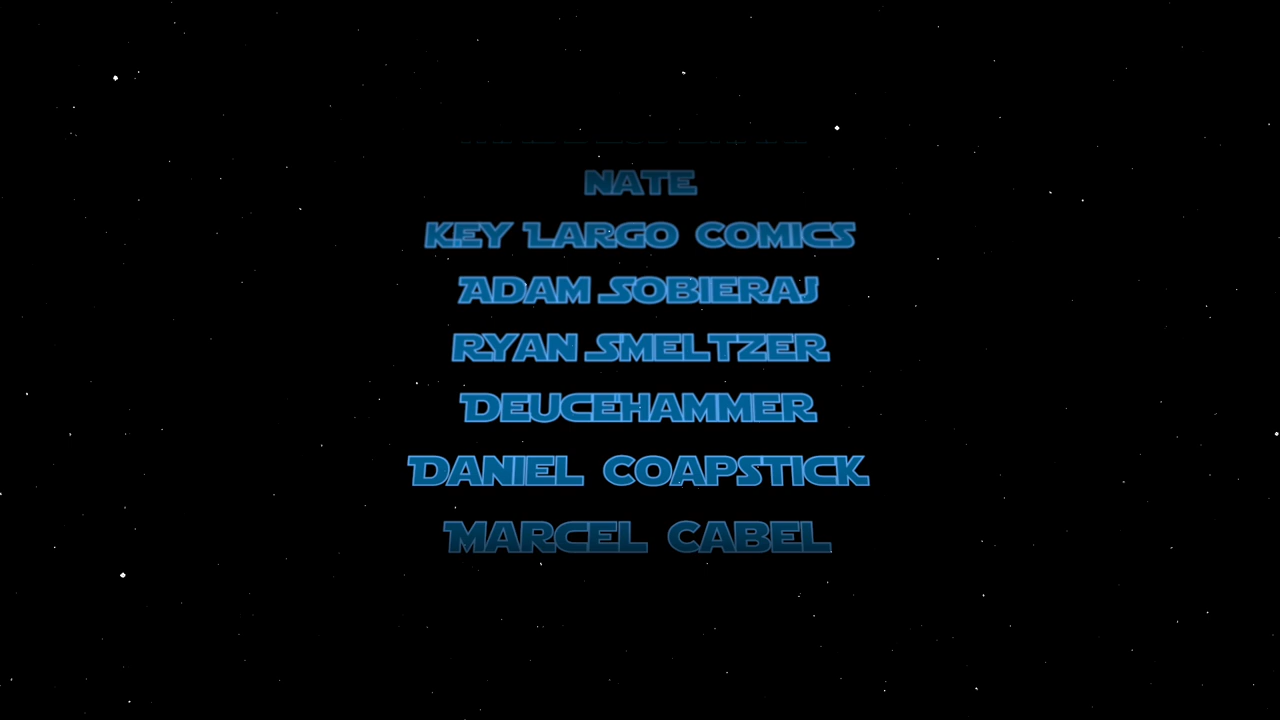 Nate
Key Largo Comics
Adam Sobieraj
Ryan Smeltzer
Deucehammer
Daniel Coapstick
Marcel Cabel